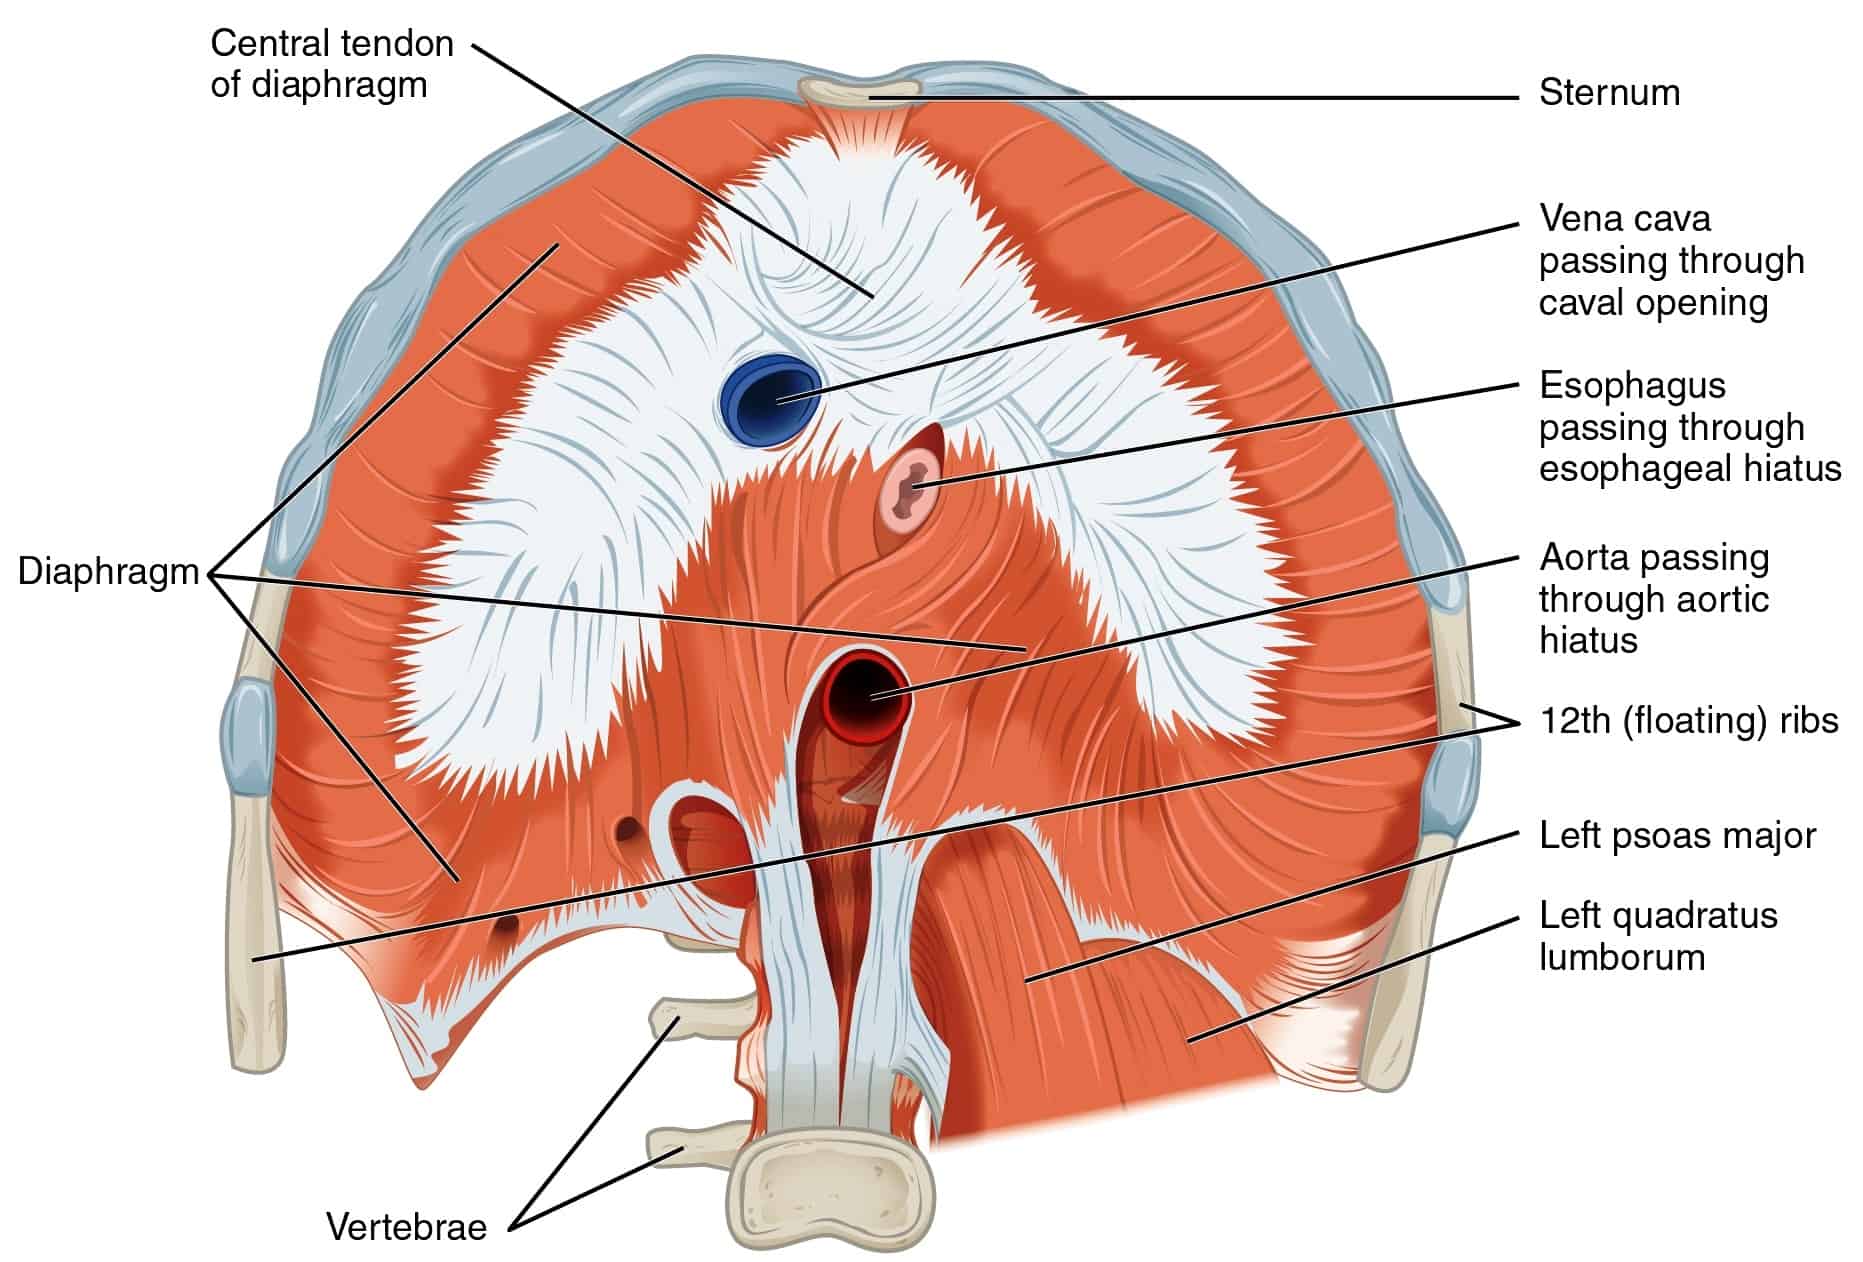 Central tendon
of diaphragm
Sternum
Vena cava
passing through
caval opening
Esophagus
passing through
esophageal hiatus
Diaphragm
Aorta passing
through aortic
hiatus
12th (floating) ribs
Left psoas major
Left quadratus
lumborum
Vertebrae